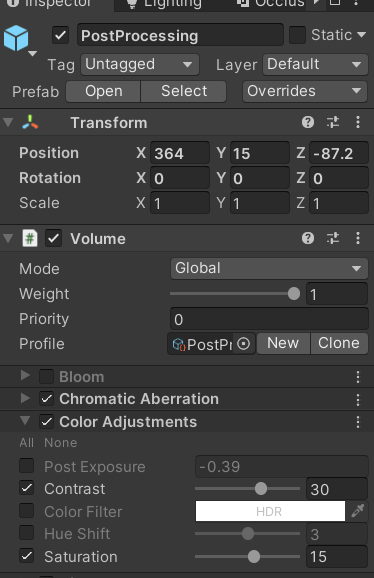 Inspector Lighting Occlus
PostProcessing Static
Tag Untagged Layer Default
Prefab Open Select Overrides
Transform
Position X 364 Y 15 Z -87.2
Rotation X 0 Y 0 Z 0
Scale X 1 Y 1 Z 1
# Volume
Mode Global
Weight 1
Priority 0
Profile PostPr New Clone
Bloom
Chromatic Aberration
Color Adjustments
All None
Post Exposure -0.39
Contrast 30
Color Filter HDR
Hue Shift 3
Saturation 15